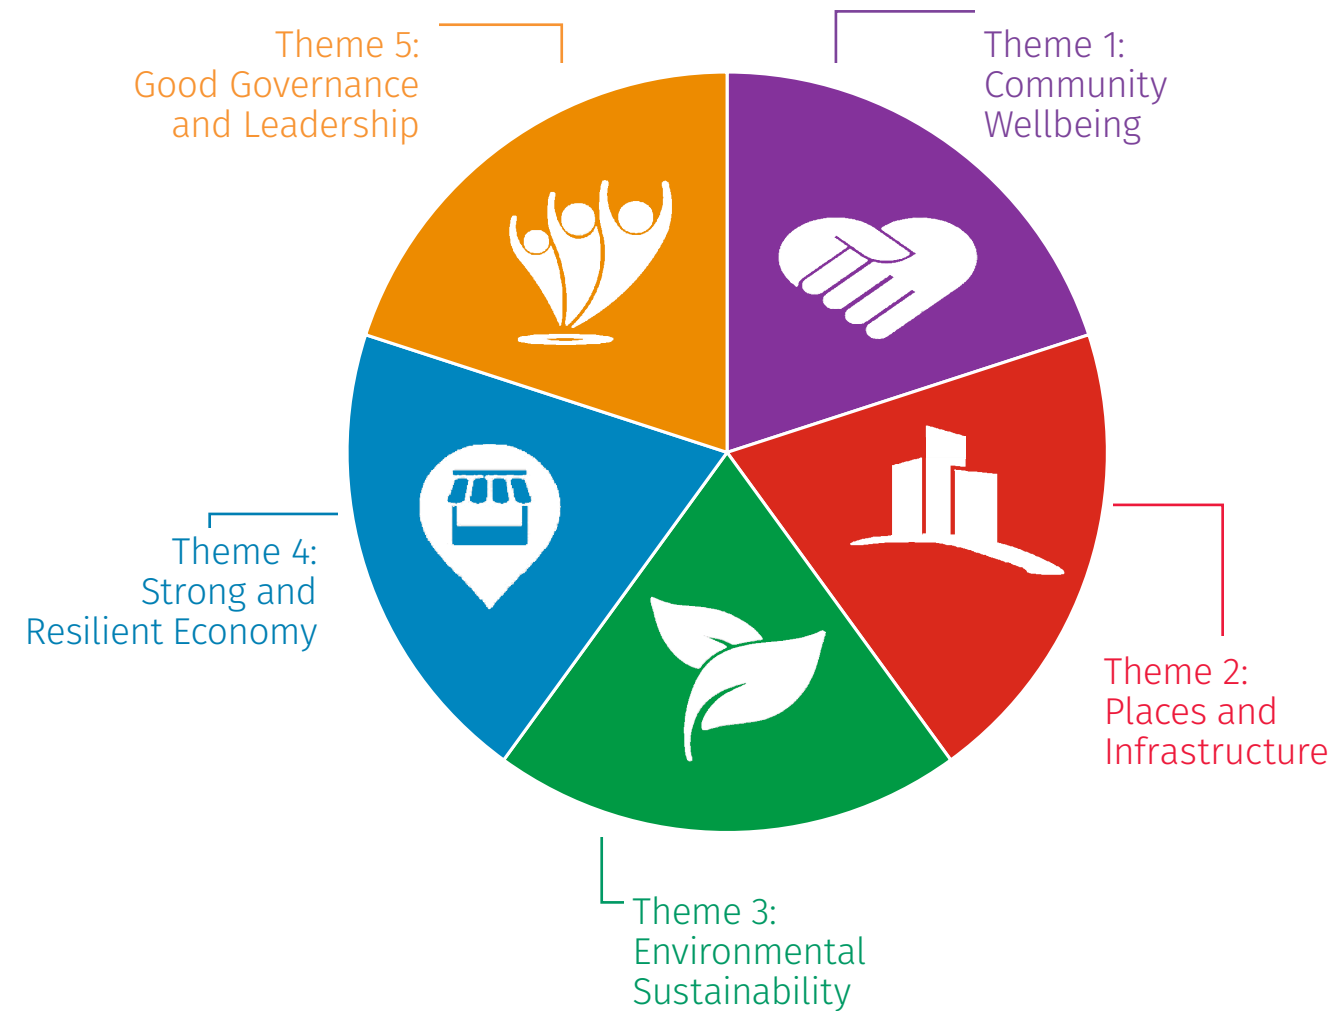 Theme 1:
Community
Wellbeing
Theme 2:
Places and
Infrastructure
Theme 3:
Environmental
Sustainability
Theme 4:
Strong and
Resilient Economy
Theme 5:
Good Governance
and Leadership